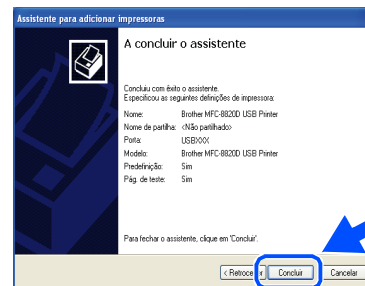 Assistente para adicionar impressoras
A concluir o assistente
Concluiu com êxito o assistente.
Especificou as seguintes definições de impressora:
Nome: Brother MFC-8820D USB Printer
Nome de partilha: <Não partilhado>
Porta: USBXXX
Modelo: Brother MFC-8820D USB Printer
Predefinição: Sim
Pág. de teste: Sim
Para fechar o assistente, clique em 'Concluir'.
< Retroceder Concluir Cancelar